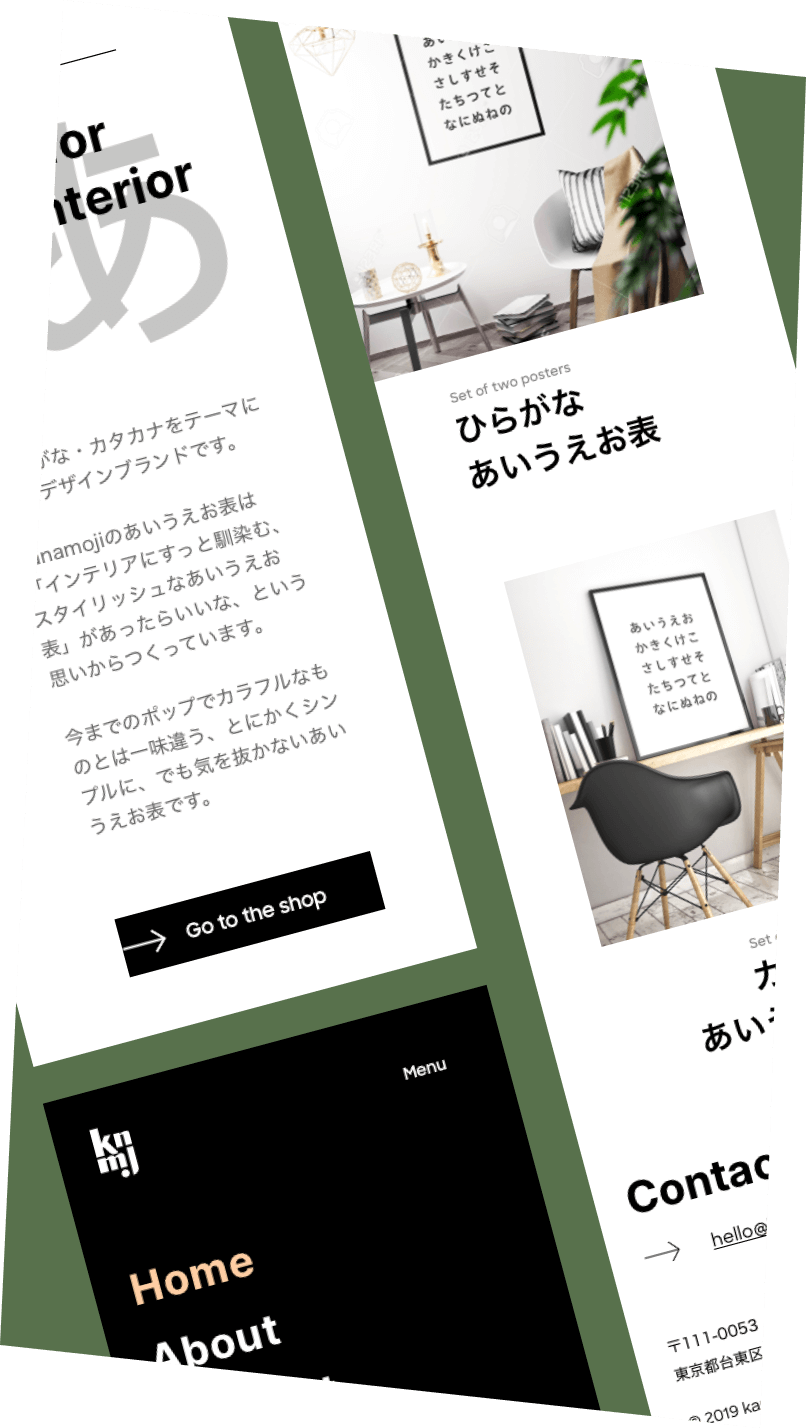 or
nterior
あ
がな・カタカナをテーマに
デザインブランドです。
namojiのあいうえお表は
「インテリアにすっと馴染む、
スタイリッシュなあいうえお
表」があったらいいな、という
思いからつくっています。
今までのポップでカラフルなも
のとは一味違う、とにかくシン
プルに、でも気を抜かないあい
うえお表です。
Go to the shop
Menu
kn
mj
Home
About
かきくけこ
さしすせそ
たちつてと
なにぬねの
Set of two posters
ひらがな
あいうえお表
あいうえお
かきくけこ
さしすせそ
たちつてと
なにぬねの
Set
カ
あいう
Contac
hello@
〒111-0053
東京都台東区
© 2019 ka